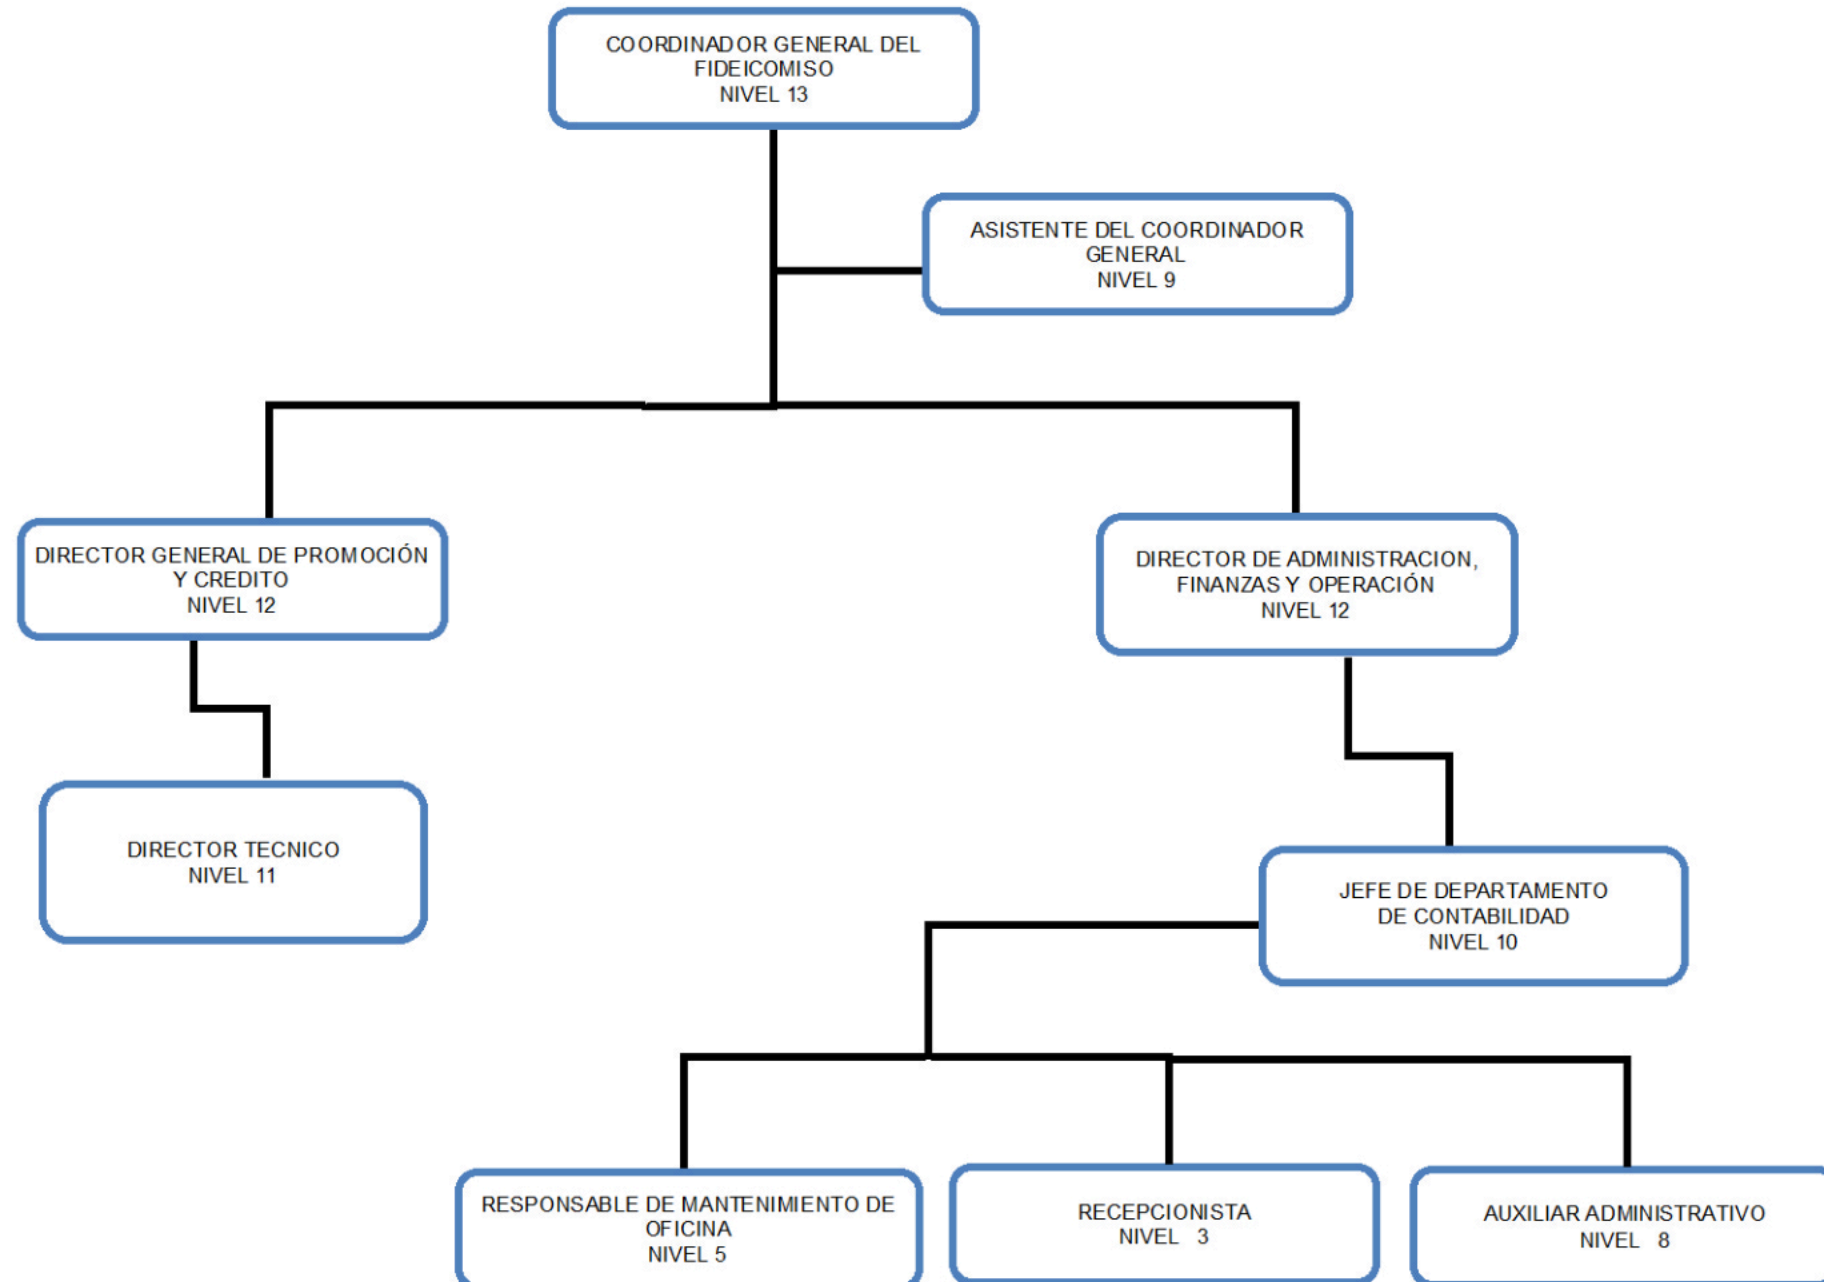 COORDINADOR GENERAL DEL
FIDEICOMISO
NIVEL 13
ASISTENTE DEL COORDINADOR
GENERAL
NIVEL 9
DIRECTOR GENERAL DE PROMOCIÓN
Y CREDITO
NIVEL 12
DIRECTOR DE ADMINISTRACION,
FINANZAS Y OPERACIÓN
NIVEL 12
DIRECTOR TECNICO
NIVEL 11
JEFE DE DEPARTAMENTO
DE CONTABILIDAD
NIVEL 10
RESPONSABLE DE MANTENIMIENTO DE
OFICINA
NIVEL 5
RECEPCIONISTA
NIVEL 3
AUXILIAR ADMINISTRATIVO
NIVEL 8